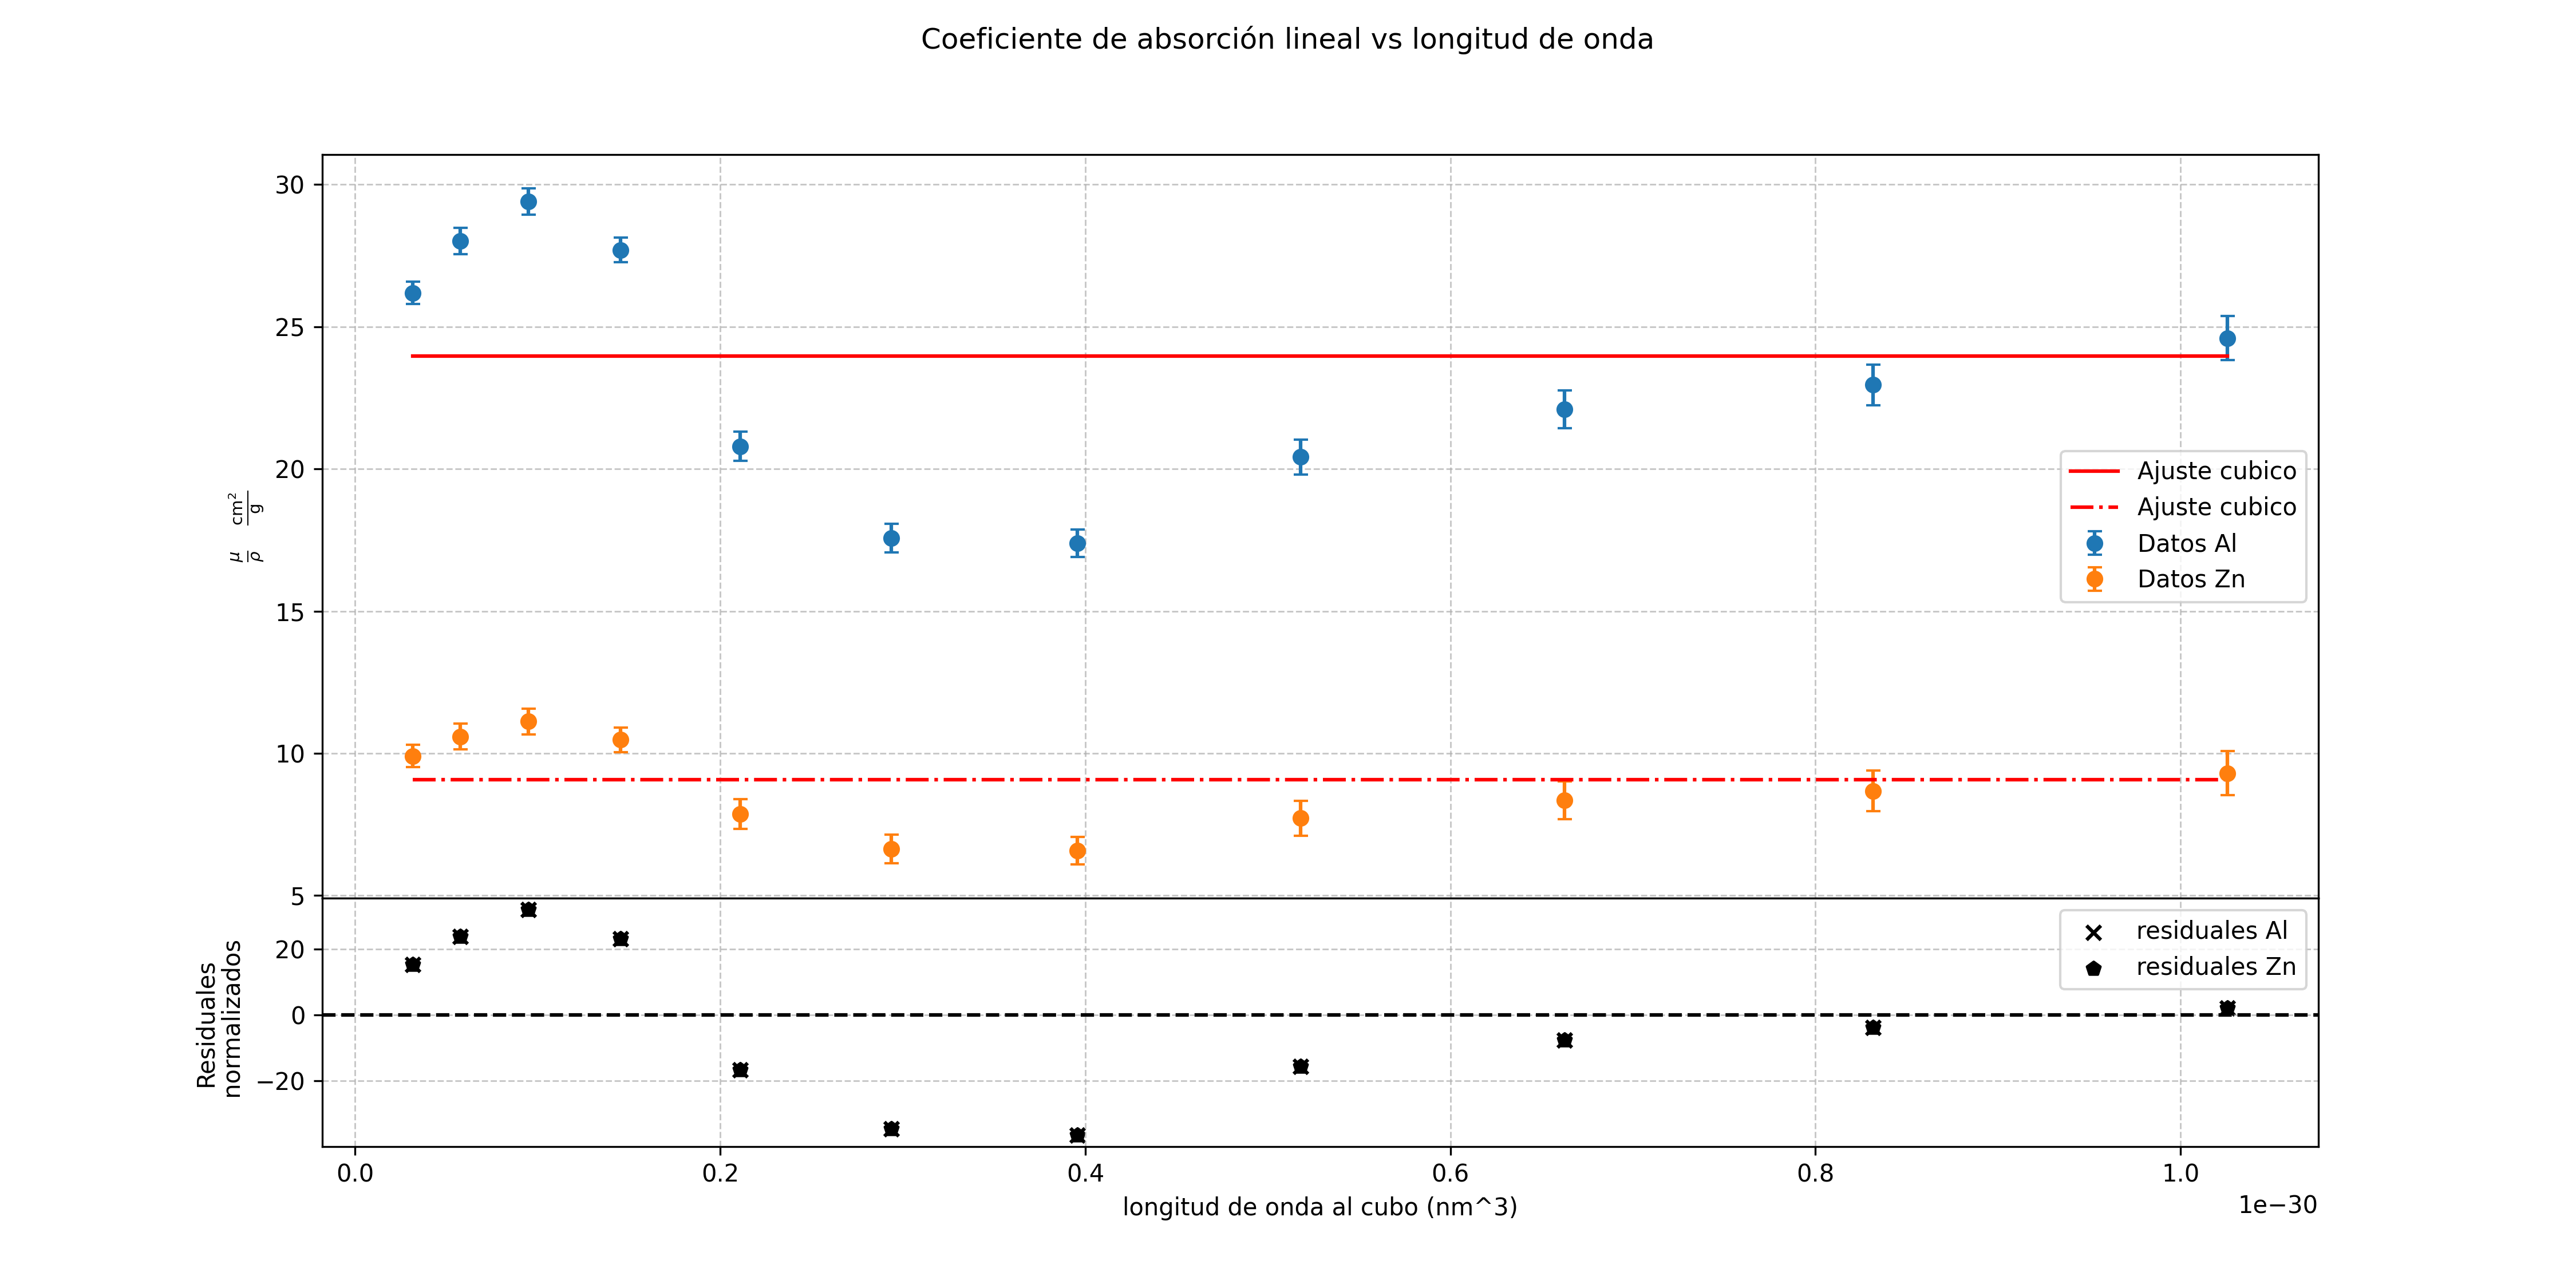 Coeficiente de absorción lineal vs longitud de onda
30
25
20
15
10
5
μ/ρ cm²/g
Ajuste cubico
Ajuste cubico
Datos Al
Datos Zn
5
20
0
−20
Residuales
normalizados
residuales Al
residuales Zn
0.0 0.2 0.4 0.6 0.8 1.0
1e−30
longitud de onda al cubo (nm^3)